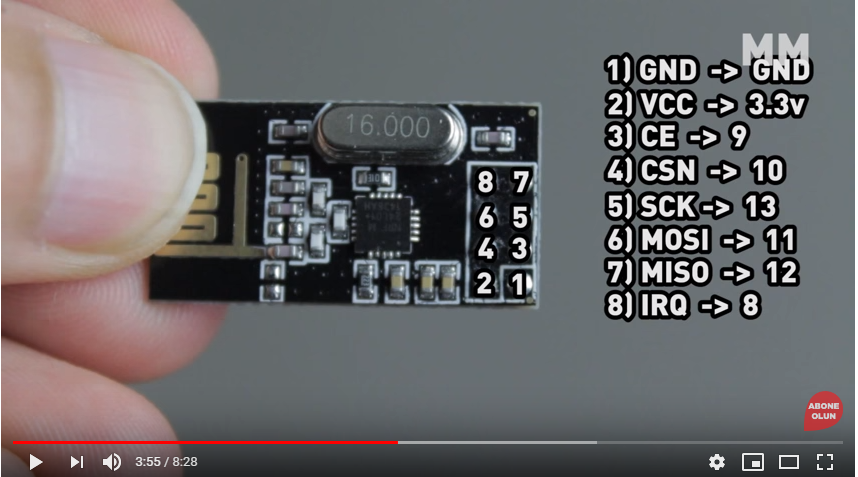 MM
1) GND -> GND
2) VCC -> 3.3v
3) CE -> 9
4) CSN -> 10
5) SCK -> 13
6) MOSI -> 11
7) MISO -> 12
8) IRQ -> 8
16.000
8 7
6 5
4 3
2 1
ABONE
OLUN
3:55 / 8:28